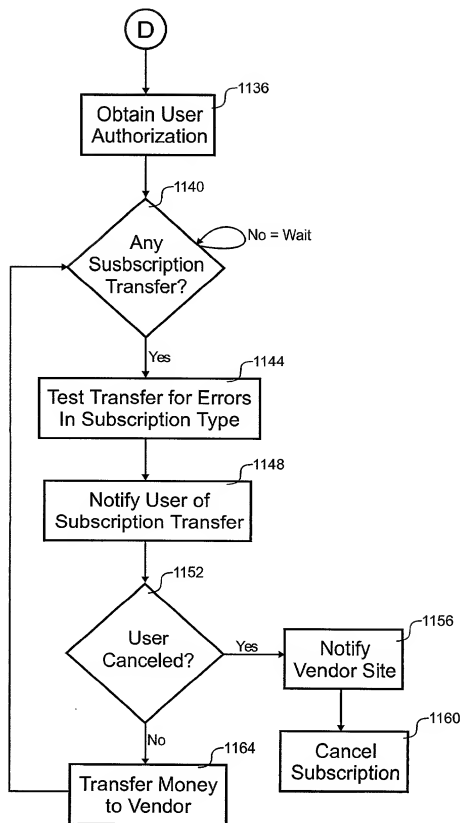 D
1136
Obtain User
Authorization
1140
Any
Susbscription
Transfer?
No = Wait
Yes
1144
Test Transfer for Errors
In Subscription Type
1148
Notify User of
Subscription Transfer
1152
User
Canceled?
Yes
1156
Notify
Vendor Site
1160
Cancel
Subscription
No
1164
Transfer Money
to Vendor